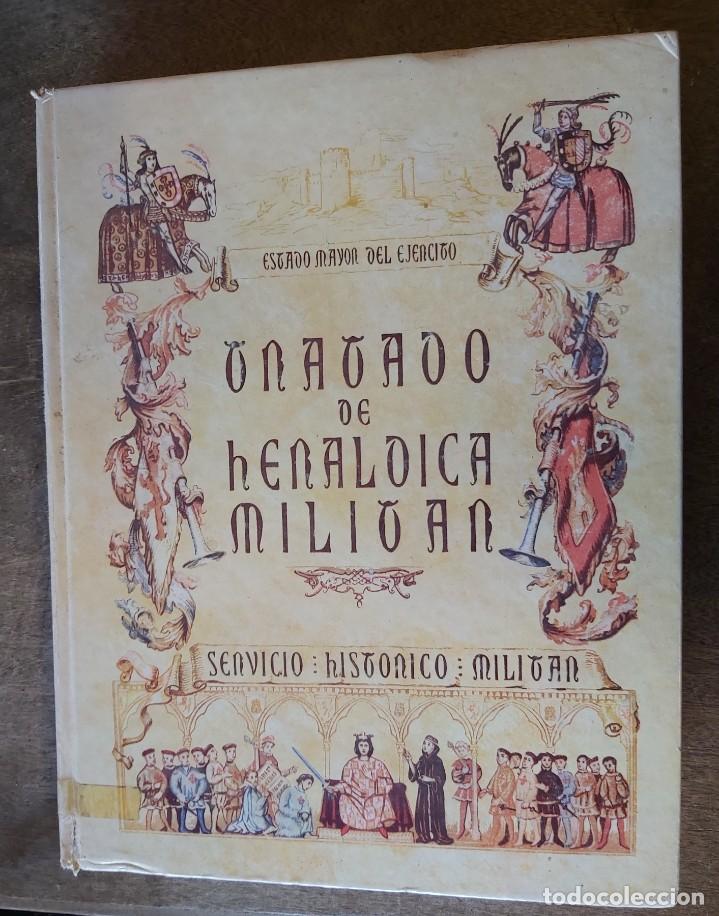 ESTADO MAYOR DEL EJERCITO
TRATADO
DE
hERALDICA
MILITAR
SERVICIO : hISTORICO : MILITAR
todocoleccion